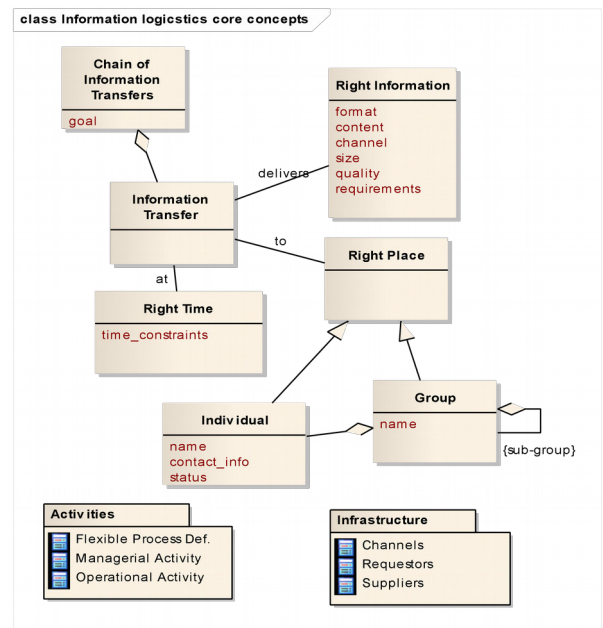 class Information logicstics core concepts
Chain of
Information
Transfers
goal
Right Information
format
content
channel
size
quality
requirements
delivers
Information
Transfer
to
Right Place
at
Right Time
time_constraints
Individual
name
contact_info
status
Group
name
{sub-group}
Activities
Flexible Process Def.
Managerial Activity
Operational Activity
Infrastructure
Channels
Requestors
Suppliers